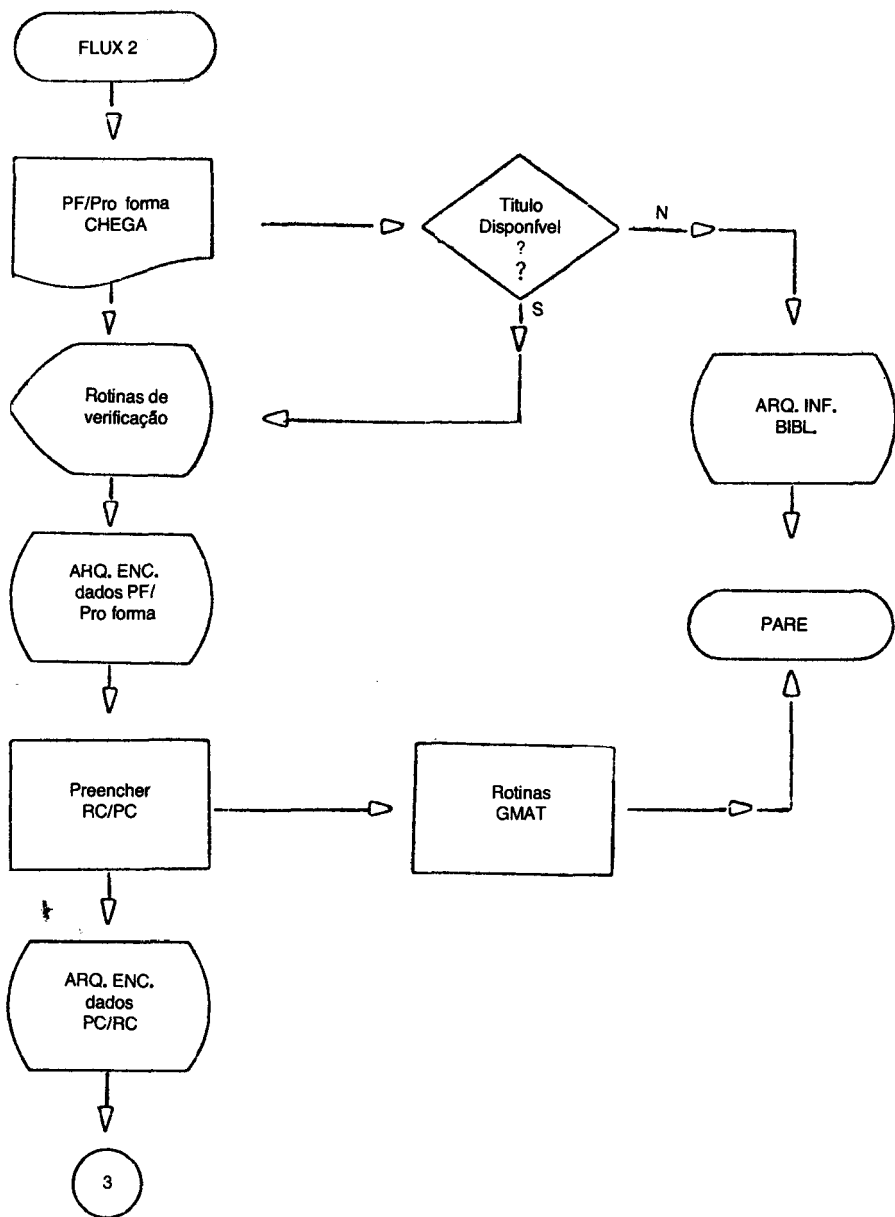 FLUX 2
PF/Pro forma
CHEGA
Titulo
Disponível
?
?
N
S
Rotinas de
verificação
ARQ. INF.
BIBL.
ARQ. ENC.
dados PF/
Pro forma
PARE
Preencher
RC/PC
Rotinas
GMAT
ARQ. ENC.
dados
PC/RC
3